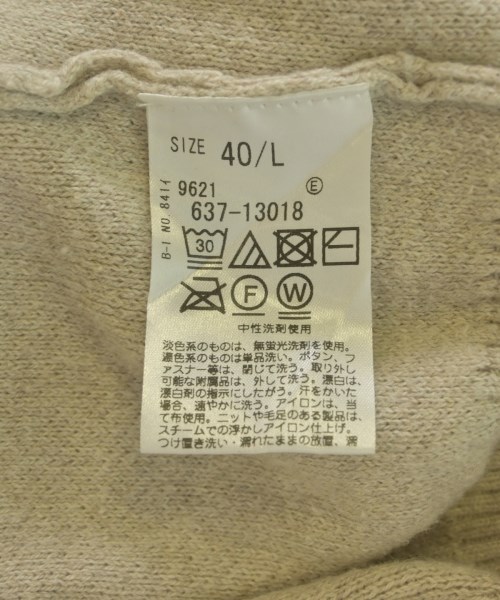 SIZE 40/L
9621 Ⓔ
637-13018
B-1 NO 8414
30
F W
中性洗剤使用
淡色系のものは、無蛍光洗剤を使用。
濃色系のものは単品洗い。ボタン、フ
ァスナー等は、閉じて洗う。取り外し
可能な附属品は、外して洗う。漂白は、
漂白剤の指示にしたがう。汗をかいた
場合、速やかに洗う。アイロンは、当
て布使用。ニットや毛足のある製品は、
スチームでの浮かしアイロン仕上げ。
つけ置き洗い・濡れたままの放置、濡